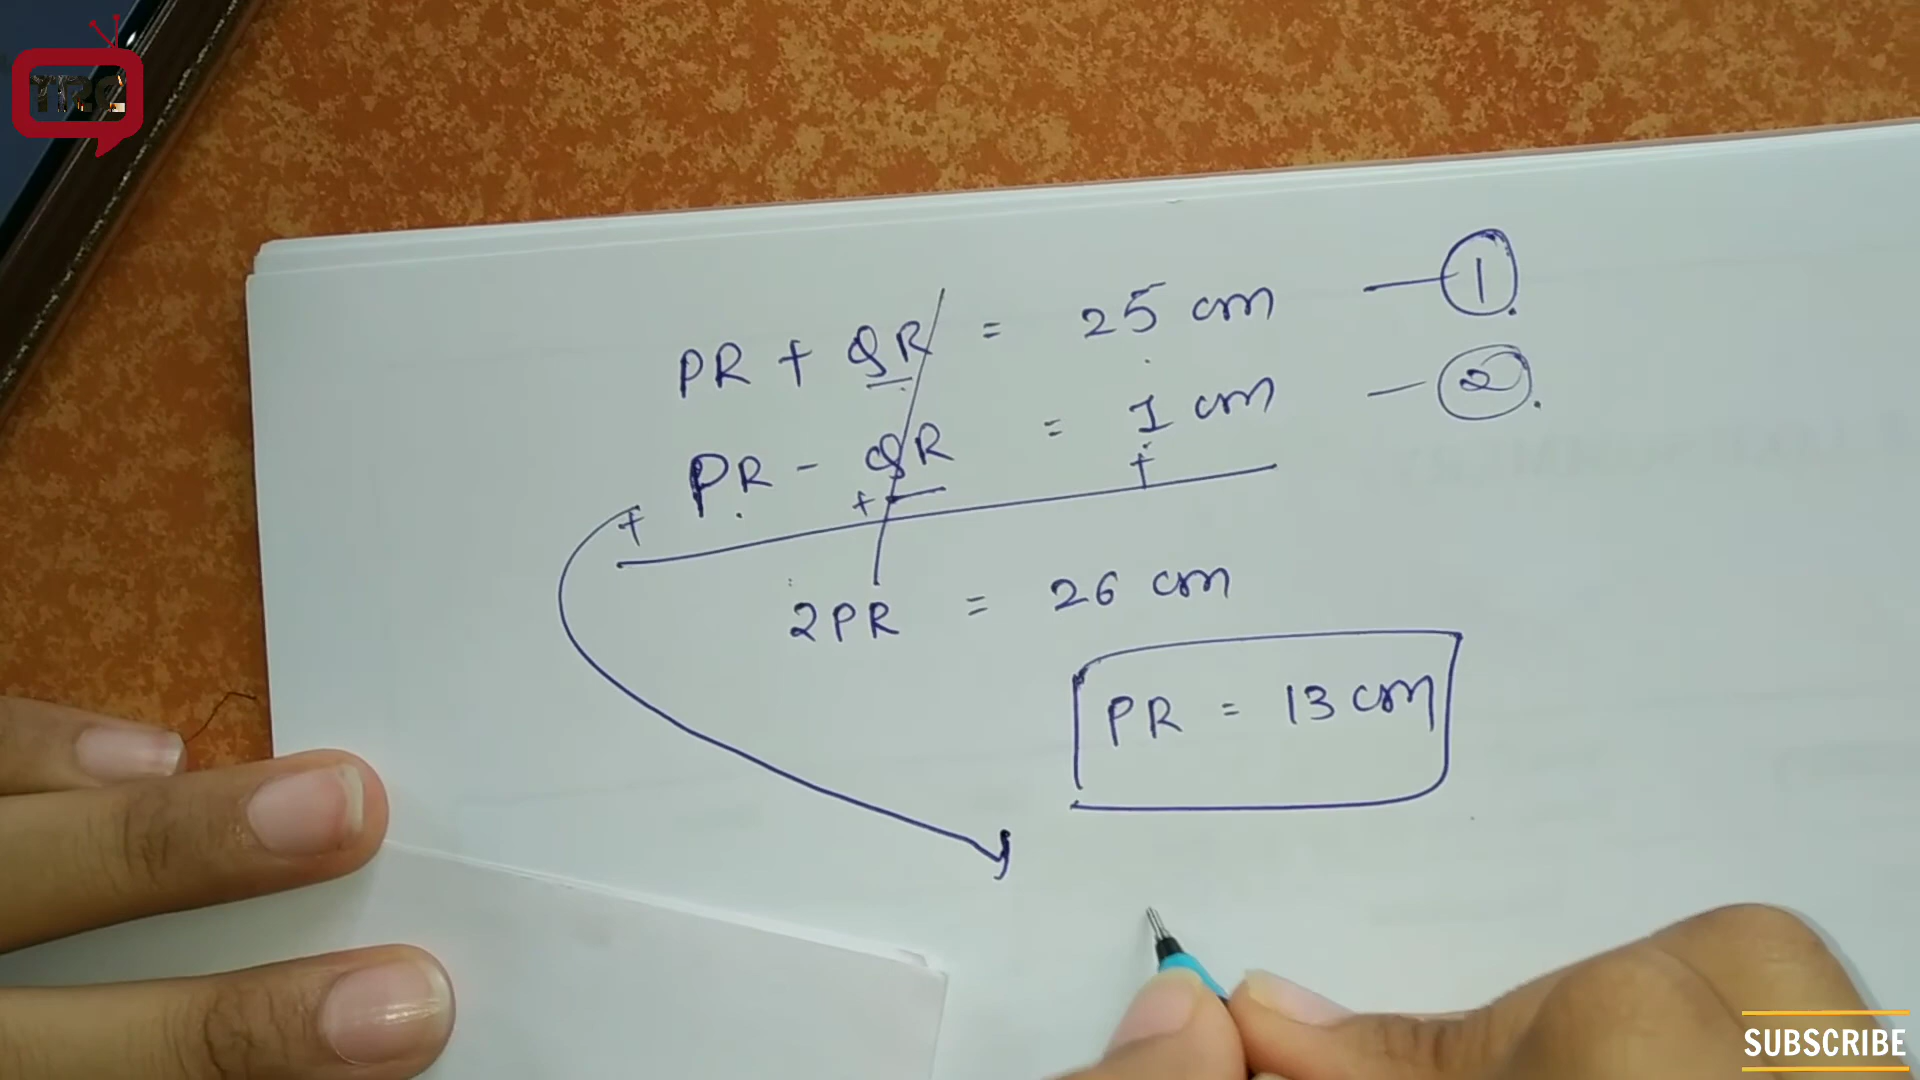 PR + QR = 25 cm — 1.
PR - QR = 1 cm — 2.
+ + +
2PR = 26 cm
PR = 13 cm
SUBSCRIBE